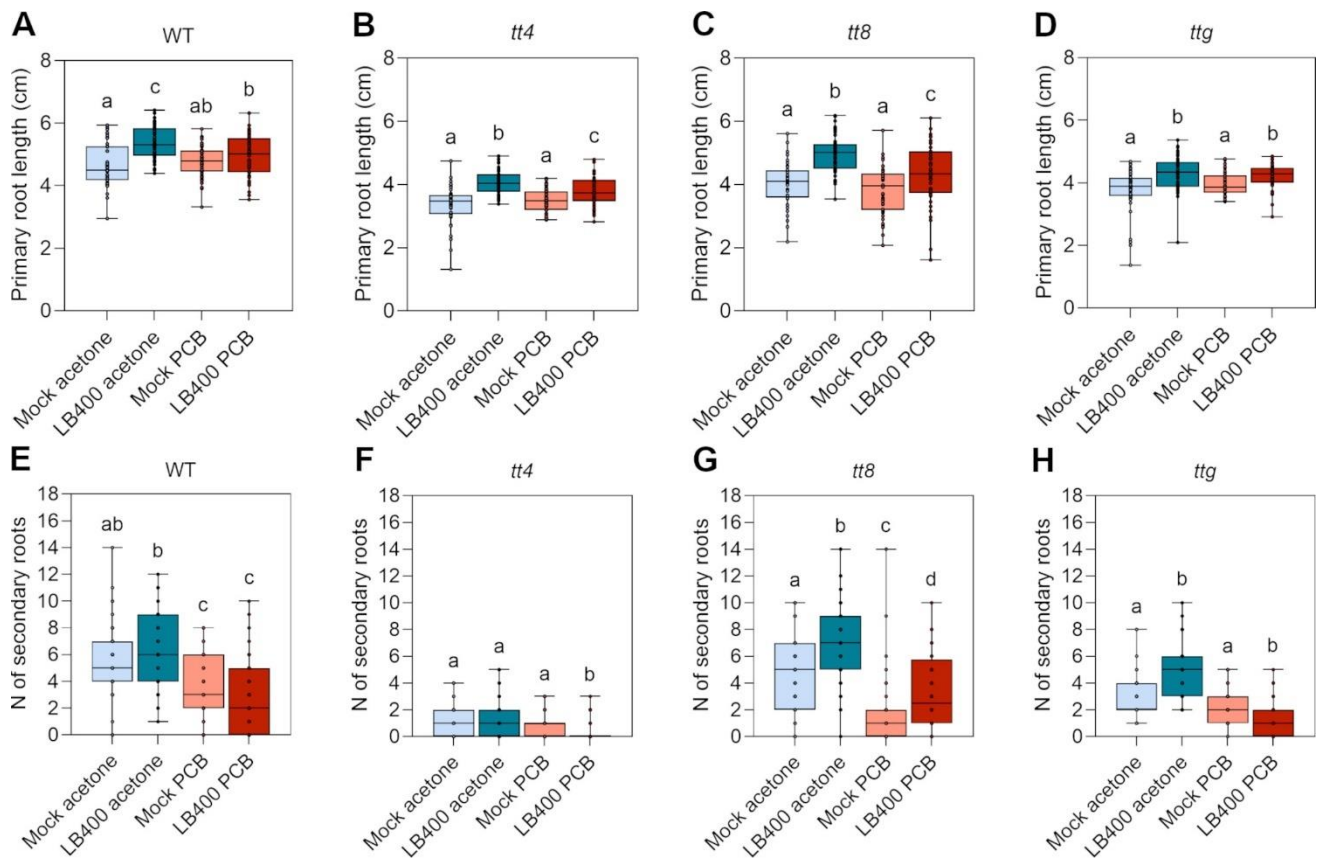 A
WT
Primary root length (cm)
8
6
4
2
0
a
c
ab
b
Mock acetone
LB400 acetone
Mock PCB
LB400 PCB
B
tt4
Primary root length (cm)
8
6
4
2
0
a
b
a
c
Mock acetone
LB400 acetone
Mock PCB
LB400 PCB
C
tt8
Primary root length (cm)
8
6
4
2
0
a
b
a
c
Mock acetone
LB400 acetone
Mock PCB
LB400 PCB
D
ttg
Primary root length (cm)
8
6
4
2
0
a
b
a
b
Mock acetone
LB400 acetone
Mock PCB
LB400 PCB
E
WT
N of secondary roots
18
16
14
12
10
8
6
4
2
0
ab
b
c
c
Mock acetone
LB400 acetone
Mock PCB
LB400 PCB
F
tt4
N of secondary roots
18
16
14
12
10
8
6
4
2
0
a
a
a
b
Mock acetone
LB400 acetone
Mock PCB
LB400 PCB
G
tt8
N of secondary roots
18
16
14
12
10
8
6
4
2
0
a
b
c
d
Mock acetone
LB400 acetone
Mock PCB
LB400 PCB
H
ttg
N of secondary roots
18
16
14
12
10
8
6
4
2
0
a
b
a
b
Mock acetone
LB400 acetone
Mock PCB
LB400 PCB